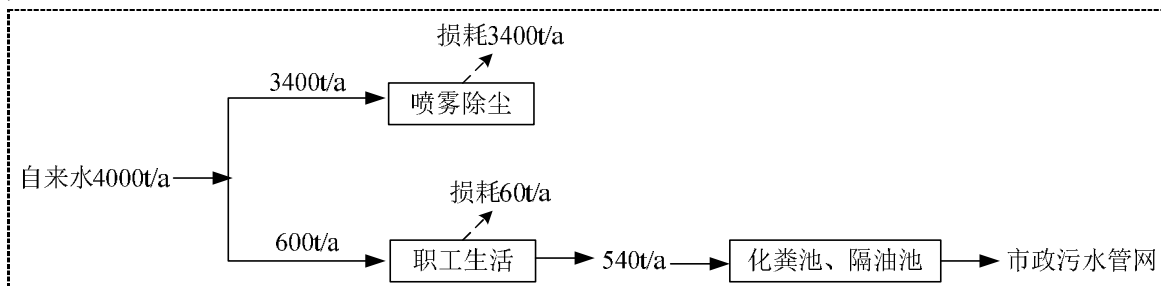 损耗3400t/a
3400t/a
喷雾除尘
自来水4000t/a
损耗60t/a
600t/a
职工生活
540t/a
化粪池、隔油池
市政污水管网